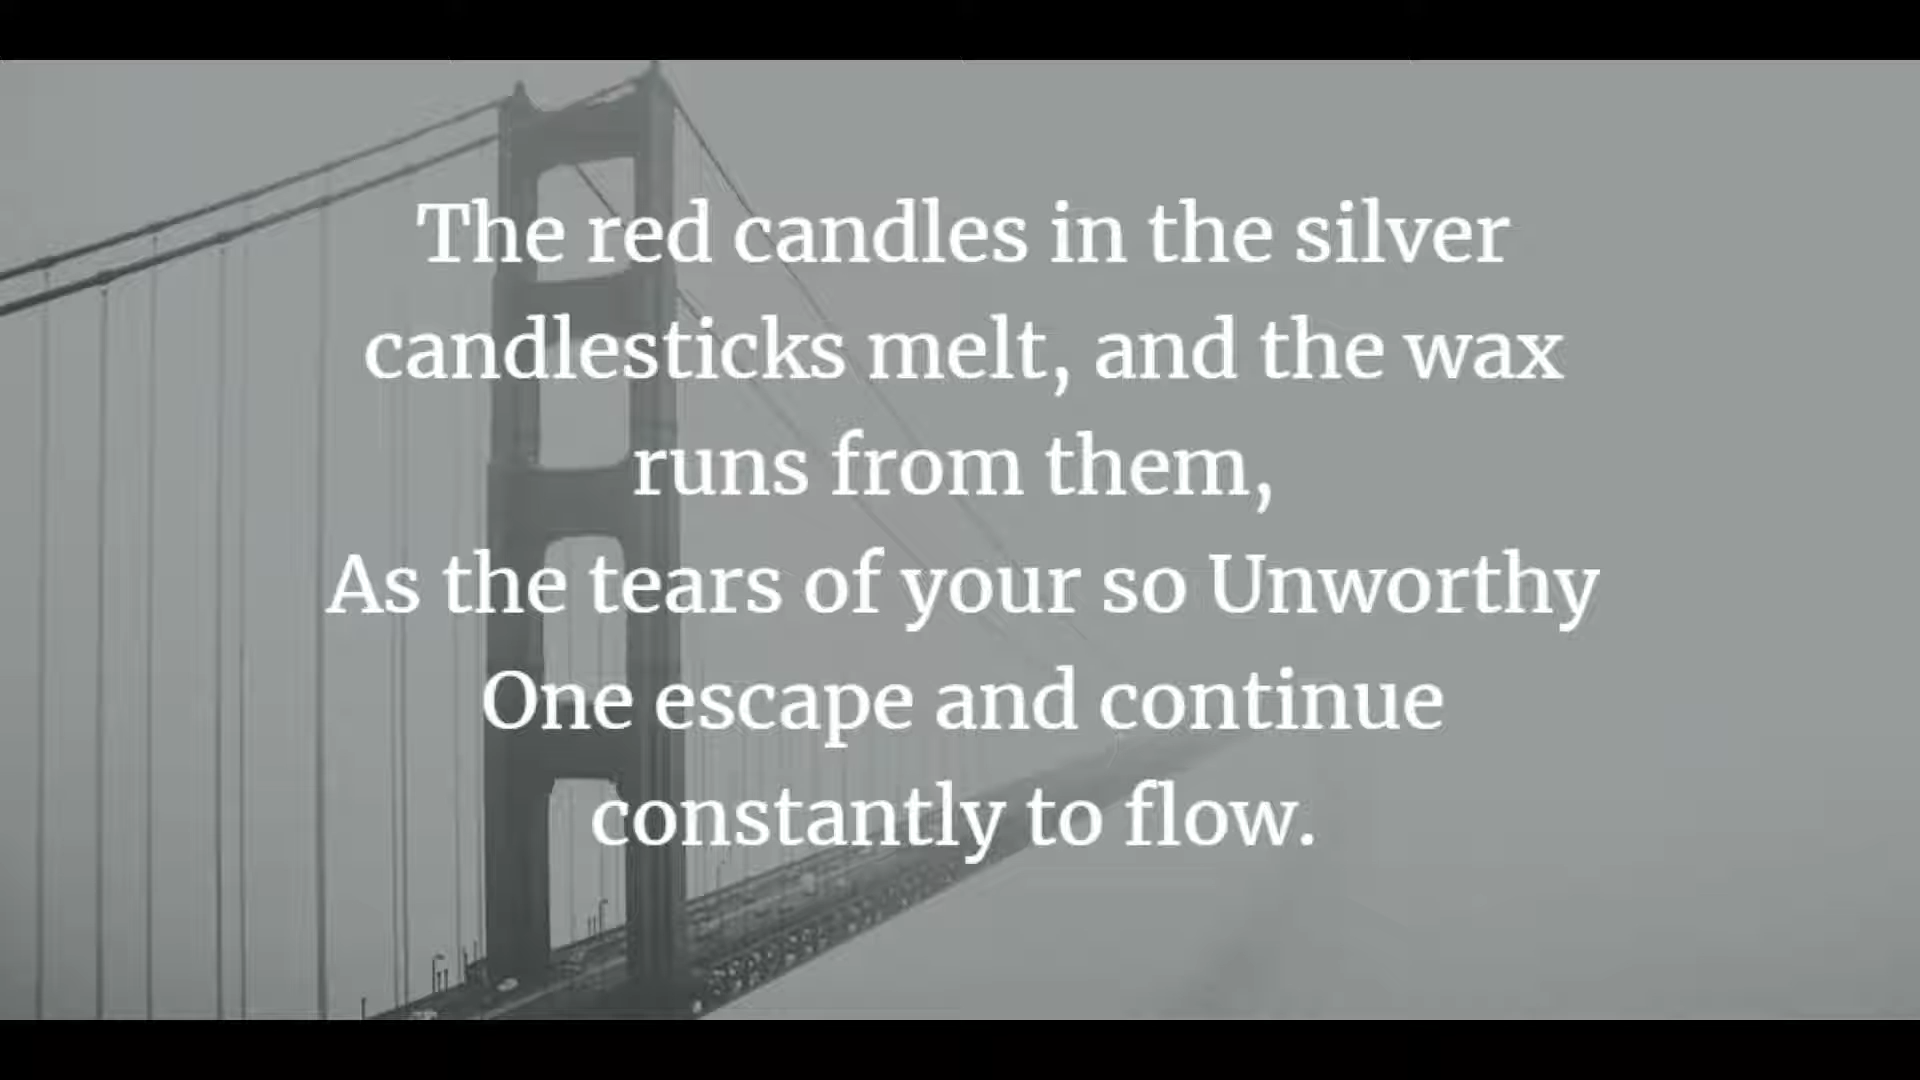 The red candles in the silver
candlesticks melt, and the wax
runs from them,
As the tears of your so Unworthy
One escape and continue
constantly to flow.